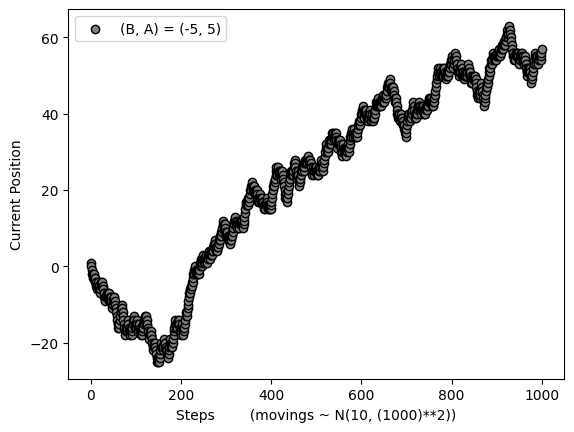 (B, A) = (-5, 5)
60
40
20
0
−20
Current Position
0 200 400 600 800 1000
Steps (movings ~ N(10, (1000)**2))